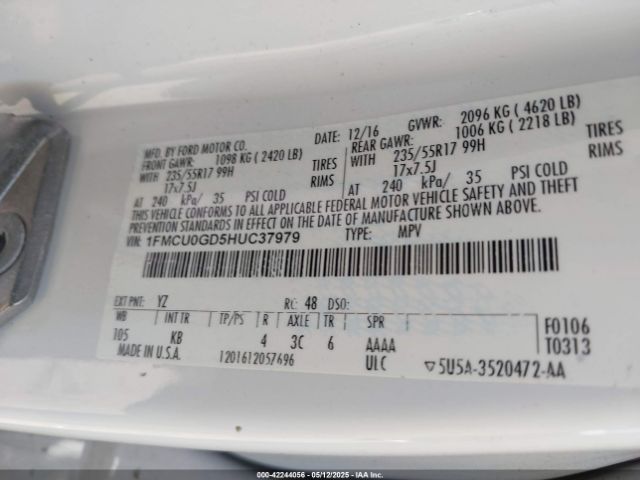 MFD. BY FORD MOTOR CO. DATE: 12/16 GVWR: 2096 KG ( 4620 LB)
FRONT GAWR: 1098 KG ( 2420 LB) REAR GAWR: 1006 KG ( 2218 LB)
WITH 235/55R17 99H TIRES WITH 235/55R17 99H TIRES
17x7.5J RIMS 17x7.5J RIMS
AT 240 kPa/ 35 PSI COLD AT 240 kPa/ 35 PSI COLD
THIS VEHICLE CONFORMS TO ALL APPLICABLE FEDERAL MOTOR VEHICLE SAFETY AND THEFT
PREVENTION STANDARDS IN EFFECT ON THE DATE OF MANUFACTURE SHOWN ABOVE.
VIN: 1FMCU0GD5HUC37979 TYPE: MPV
EXT PNT: YZ RC: 48 DSO:
WB INT TR TP/PS R AXLE TR SPR F0106
105 KB 4 3C 6 AAAA T0313
MADE IN U.S.A. 1201612057696 ULC ▽5U5A-3520472-AA
000-42244056 - 05/12/2025 - IAAI.COM